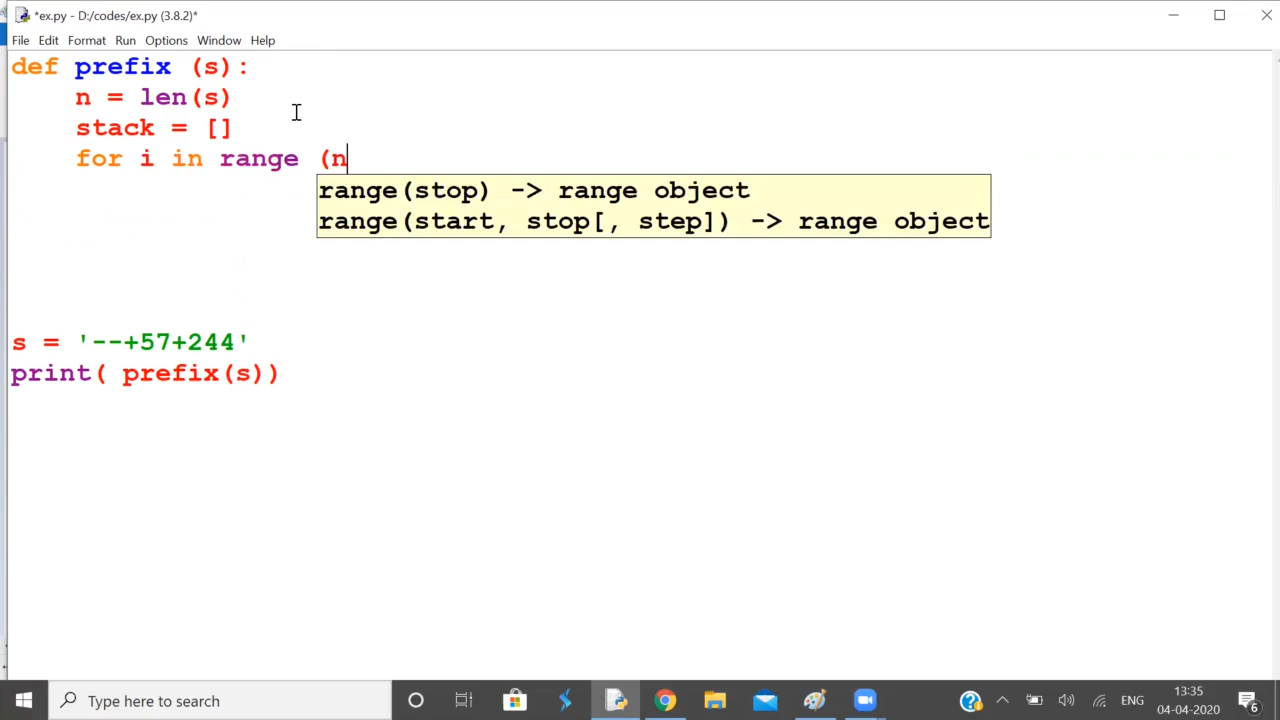 *ex.py - D:/codes/ex.py (3.8.2)*
File Edit Format Run Options Window Help
def prefix (s):
    n = len(s)
    stack = []
    for i in range (n
range(stop) -> range object
range(start, stop[, step]) -> range object
s = '--+57+244'
print( prefix(s))
Type here to search
ENG
13:35
04-04-2020
6